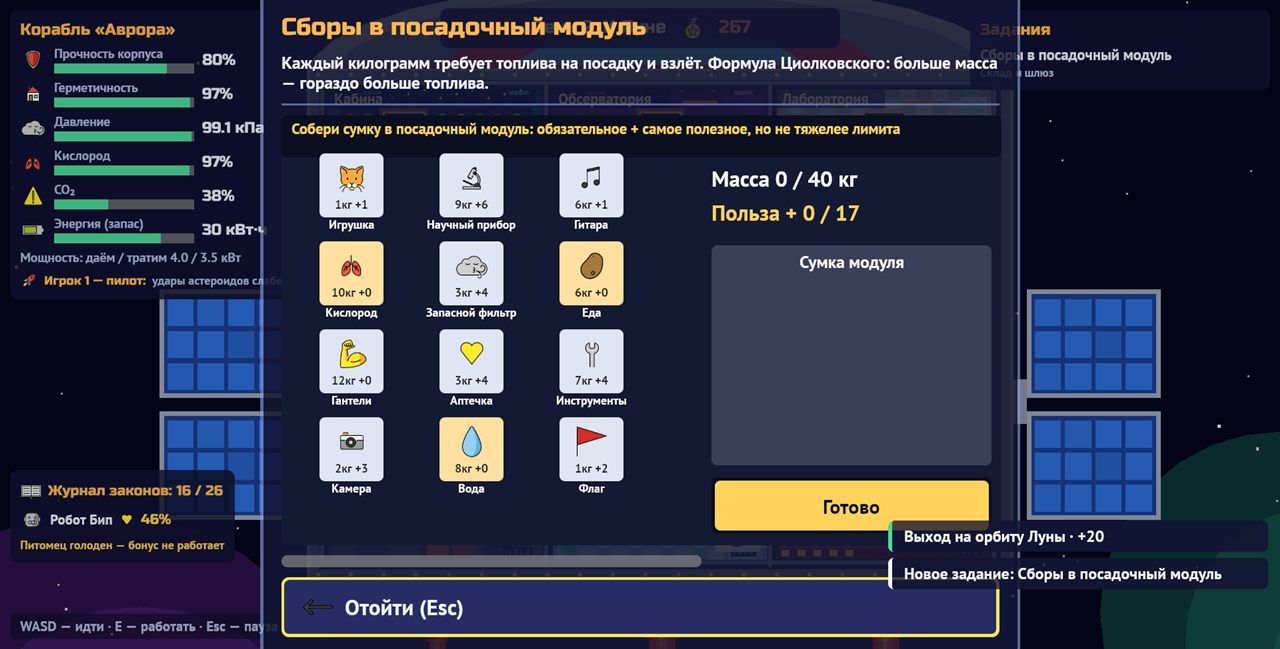 Корабль «Аврора»
Прочность корпуса
80%
Герметичность
97%
Давление
99.1 кПа
Кислород
97%
CO₂
38%
Энергия (запас)
30 кВт·ч
Мощность: даём / тратим 4.0 / 3.5 кВт
Игрок 1 — пилот: удары астероидов слабе
Журнал законов: 16 / 26
Робот Бип
46%
Питомец голоден — бонус не работает
WASD — идти · E — работать · Esc — пауза
Сборы в посадочный модуль
267
Каждый килограмм требует топлива на посадку и взлёт. Формула Циолковского: больше масса
— гораздо больше топлива.
Кабина
Обсерватория
Лаборатория
Собери сумку в посадочный модуль: обязательное + самое полезное, но не тяжелее лимита
1кг +1
9кг +6
6кг +1
Игрушка
Научный прибор
Гитара
10кг +0
3кг +4
6кг +0
Кислород
Запасной фильтр
Еда
12кг +0
3кг +4
7кг +4
Гантели
Аптечка
Инструменты
2кг +3
8кг +0
1кг +2
Камера
Вода
Флаг
Масса 0 / 40 кг
Польза + 0 / 17
Сумка модуля
Готово
← Отойти (Esc)
Задания
Сборы в посадочный модуль
Склад и шлюз
Выход на орбиту Луны · +20
Новое задание: Сборы в посадочный модуль